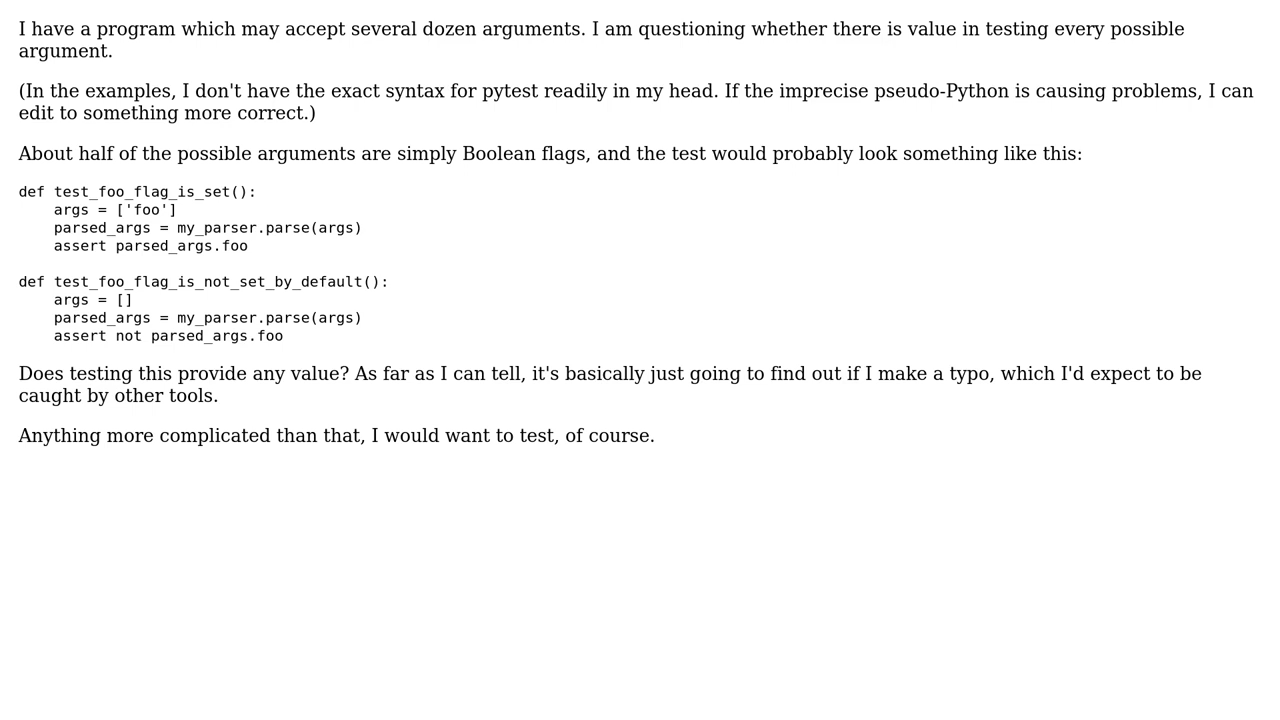 I have a program which may accept several dozen arguments. I am questioning whether there is value in testing every possible
argument.
(In the examples, I don't have the exact syntax for pytest readily in my head. If the imprecise pseudo-Python is causing problems, I can
edit to something more correct.)
About half of the possible arguments are simply Boolean flags, and the test would probably look something like this:
def test_foo_flag_is_set():
    args = ['foo']
    parsed_args = my_parser.parse(args)
    assert parsed_args.foo
def test_foo_flag_is_not_set_by_default():
    args = []
    parsed_args = my_parser.parse(args)
    assert not parsed_args.foo
Does testing this provide any value? As far as I can tell, it's basically just going to find out if I make a typo, which I'd expect to be
caught by other tools.
Anything more complicated than that, I would want to test, of course.